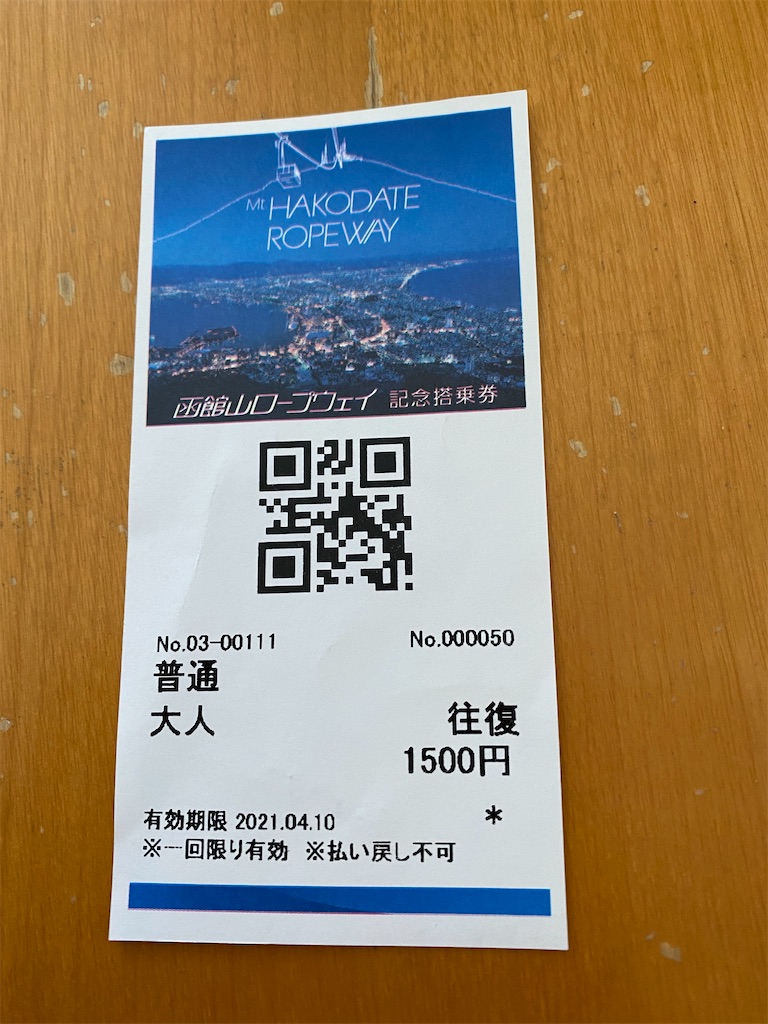 Mt HAKODATE
ROPEWAY
函館山ロープウェイ 記念搭乗券
No.03-00111 No.000050
普通
大人 往復
1500円
有効期限 2021.04.10 *
※一回限り有効 ※払い戻し不可